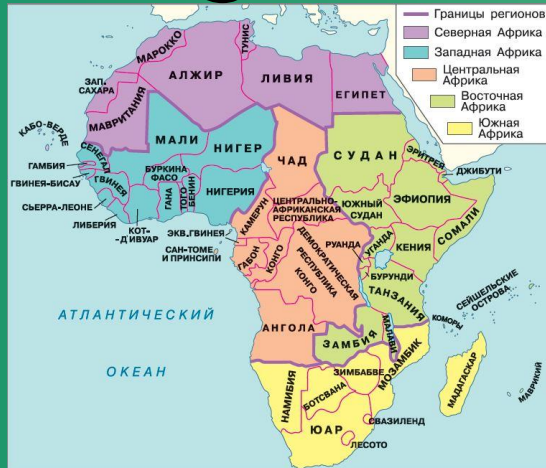 Границы регионов
Северная Африка
Западная Африка
Центральная
Африка
Восточная
Африка
Южная
Африка
ТУНИС
МАРОККО
АЛЖИР
ЛИВИЯ
ЕГИПЕТ
ЗАП.
САХАРА
МАВРИТАНИЯ
КАБО-ВЕРДЕ
МАЛИ
НИГЕР
ЧАД
СУДАН
ЭРИТРЕЯ
ДЖИБУТИ
СЕНЕГАЛ
ГАМБИЯ
ГВИНЕЯ-БИСАУ
ГВИНЕЯ
СЬЕРРА-ЛЕОНЕ
ЛИБЕРИЯ
КОТ-
-Д'ИВУАР
БУРКИНА
ФАСО
ГАНА
ТОГО
БЕНИН
НИГЕРИЯ
КАМЕРУН
ЦЕНТРАЛЬНО-
АФРИКАНСКАЯ
РЕСПУБЛИКА
ЮЖНЫЙ
СУДАН
ЭФИОПИЯ
СОМАЛИ
ЭКВ.ГВИНЕЯ
САН-ТОМЕ
И ПРИНСИПИ
ГАБОН
КОНГО
ДЕМОКРАТИЧЕСКАЯ
РЕСПУБЛИКА
КОНГО
РУАНДА
УГАНДА
КЕНИЯ
БУРУНДИ
ТАНЗАНИЯ
СЕЙШЕЛЬСКИЕ
ОСТРОВА
КОМОРЫ
АТЛАНТИЧЕСКИЙ
ОКЕАН
АНГОЛА
ЗАМБИЯ
МАЛАВИ
МОЗАМБИК
ЗИМБАБВЕ
НАМИБИЯ
БОТСВАНА
МАДАГАСКАР
МАВРИКИЙ
СВАЗИЛЕНД
ЮАР
ЛЕСОТО